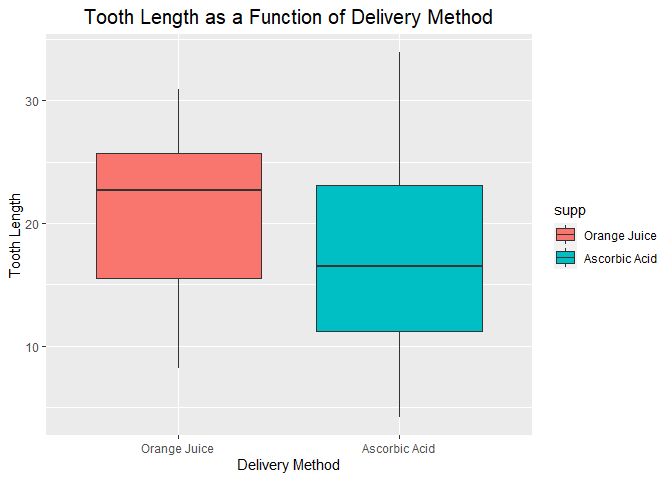 Tooth Length as a Function of Delivery Method
Tooth Length
30
20
10
Orange Juice
Ascorbic Acid
Delivery Method
supp
Orange Juice
Ascorbic Acid